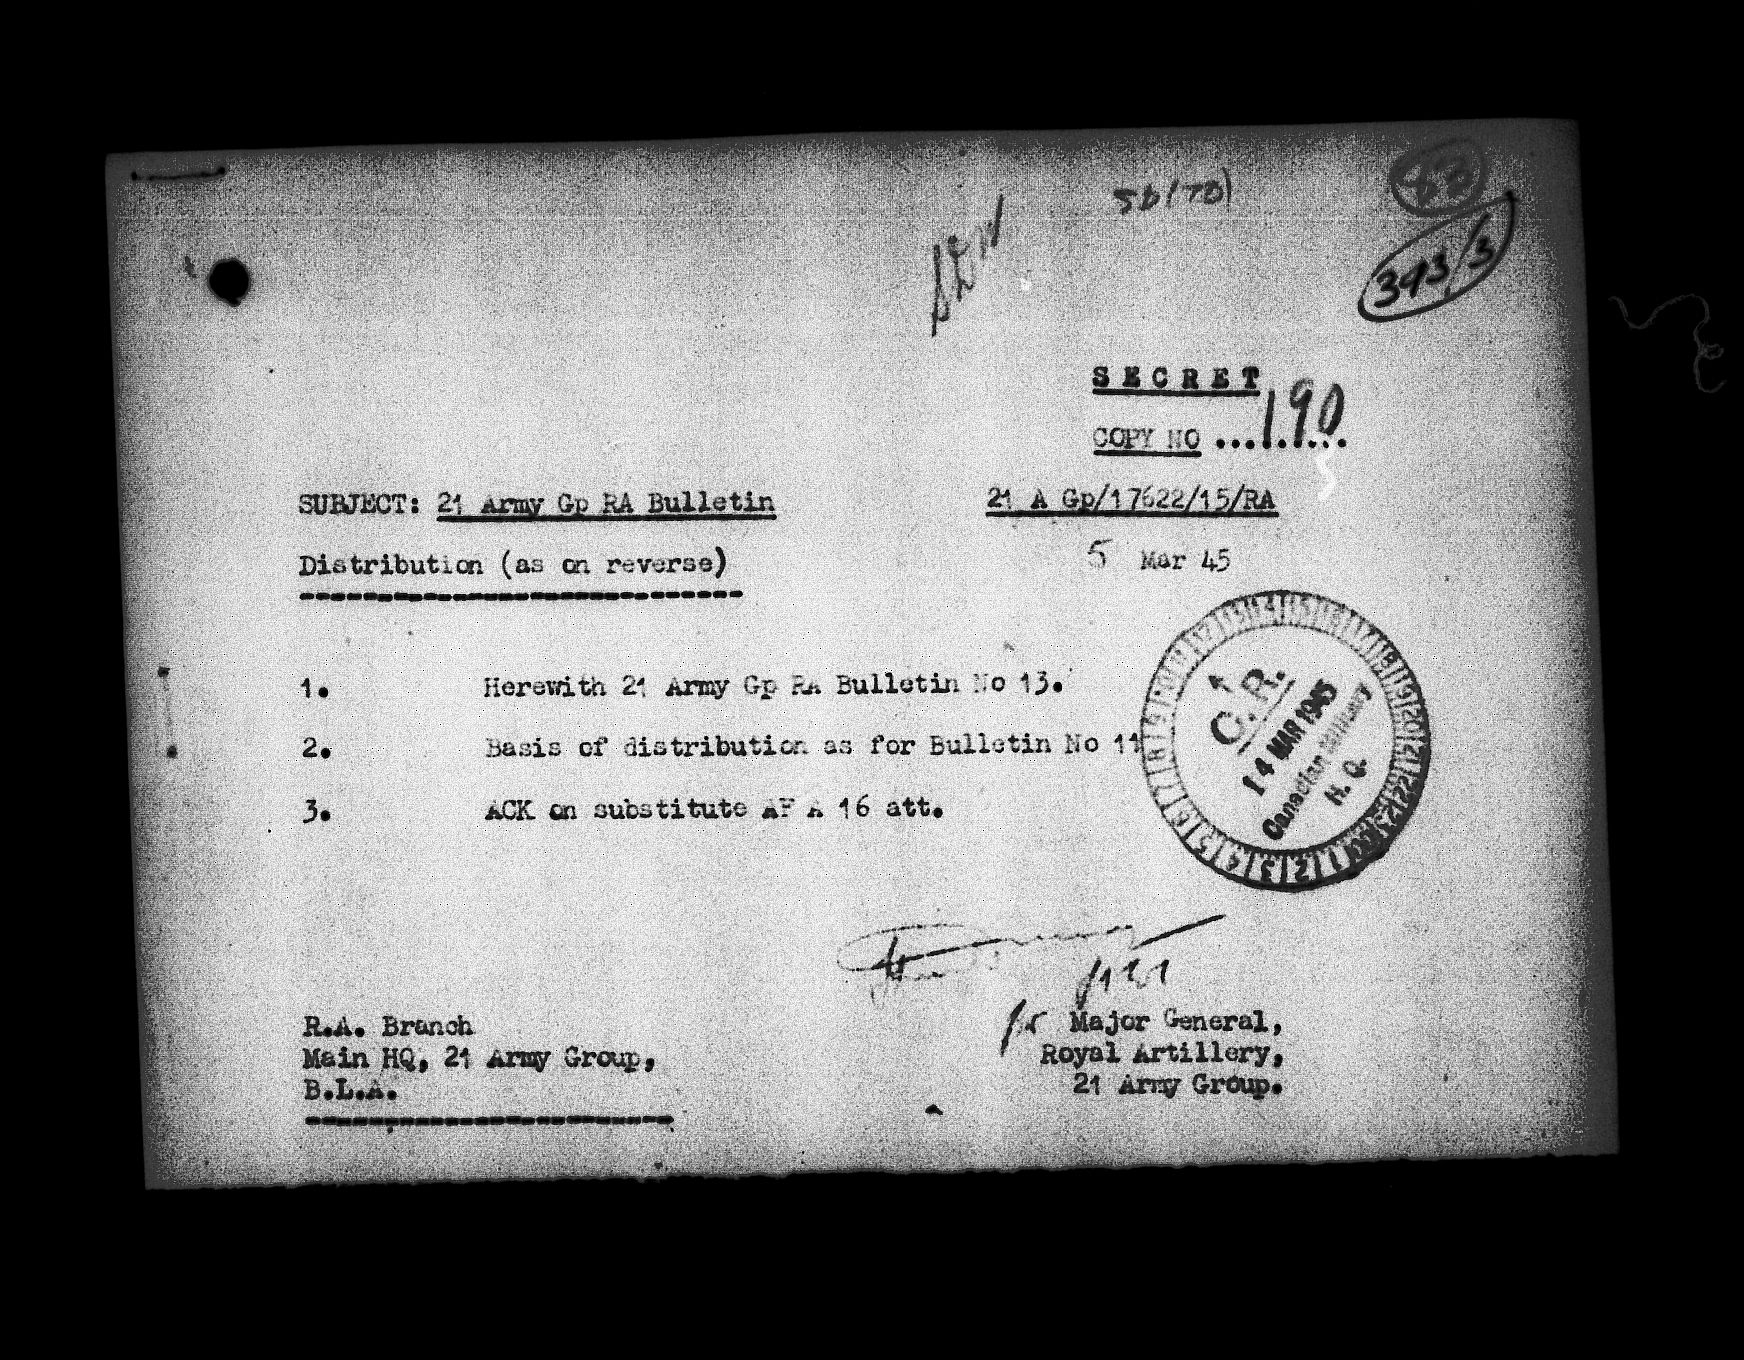 393/3
SECRET
COPY NO ....190...
SUBJECT: 21 Army Gp RA Bulletin
21 A Gp/17622/15/RA
Distribution (as on reverse)
5 Mar 45
1. Herewith 21 Army Gp RA Bulletin No 13.
2. Basis of distribution as for Bulletin No 11
3. ACK on substitute AF A 16 att.
C.R.
14 MAR 1945
Canadian Military
H. Q.
for Major General,
Royal Artillery,
21 Army Group.
R.A. Branch
Main HQ, 21 Army Group,
B.L.A.